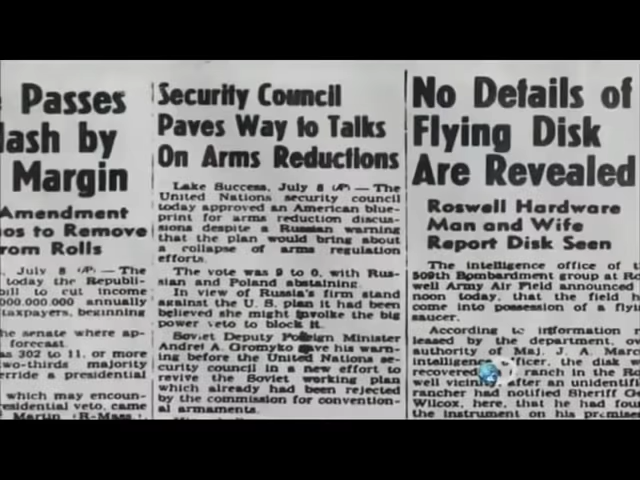 Passes
lash by
Margin
Amendment
to Remove
rom Rolls
., July 8 (AP) — The
today the Republi-
bill to cut income
000,000,000 annually
taxpayers, beginning
the senate where ap-
forecast.
as 302 to 11, or more
two-thirds majority
erride a presidential
which may encoun-
residential veto, came
Martin (R-Mass.)
Security Council
Paves Way to Talks
On Arms Reductions
Lake Success, July 8 (AP) — The
United Nations security council
today approved an American blue-
print for arms reduction discus-
sions despite a Russian warning
that the plan would bring about
a collapse of arms regulation
efforts.
The vote was 9 to 0, with Rus-
sian and Poland abstaining.
In view of Russia's firm stand
against the U. S. plan it had been
believed she might invoke the big
power veto to block it.
Soviet Deputy Foreign Minister
Andrei A. Gromyko gave his warn-
ing before the United Nations se-
curity council in a new effort to
revive the Soviet working plan
which already had been rejected
by the commission for convention-
al armaments.
No Details of
Flying Disk
Are Revealed
Roswell Hardware
Man and Wife
Report Disk Seen
The intelligence office of
509th Bombardment group at Ro
well Army Air Field announced
noon today, that the field h
come into possession of a flyi
saucer.
According to information
leased by the department, ov
authority of Maj. J. A. Marc
intelligence officer, the disk w
recovered ranch in the Ro
well vicin after an unidentifi
rancher had notified Sheriff Ge
Wilcox, here, that he had fou
the instrument on his premise